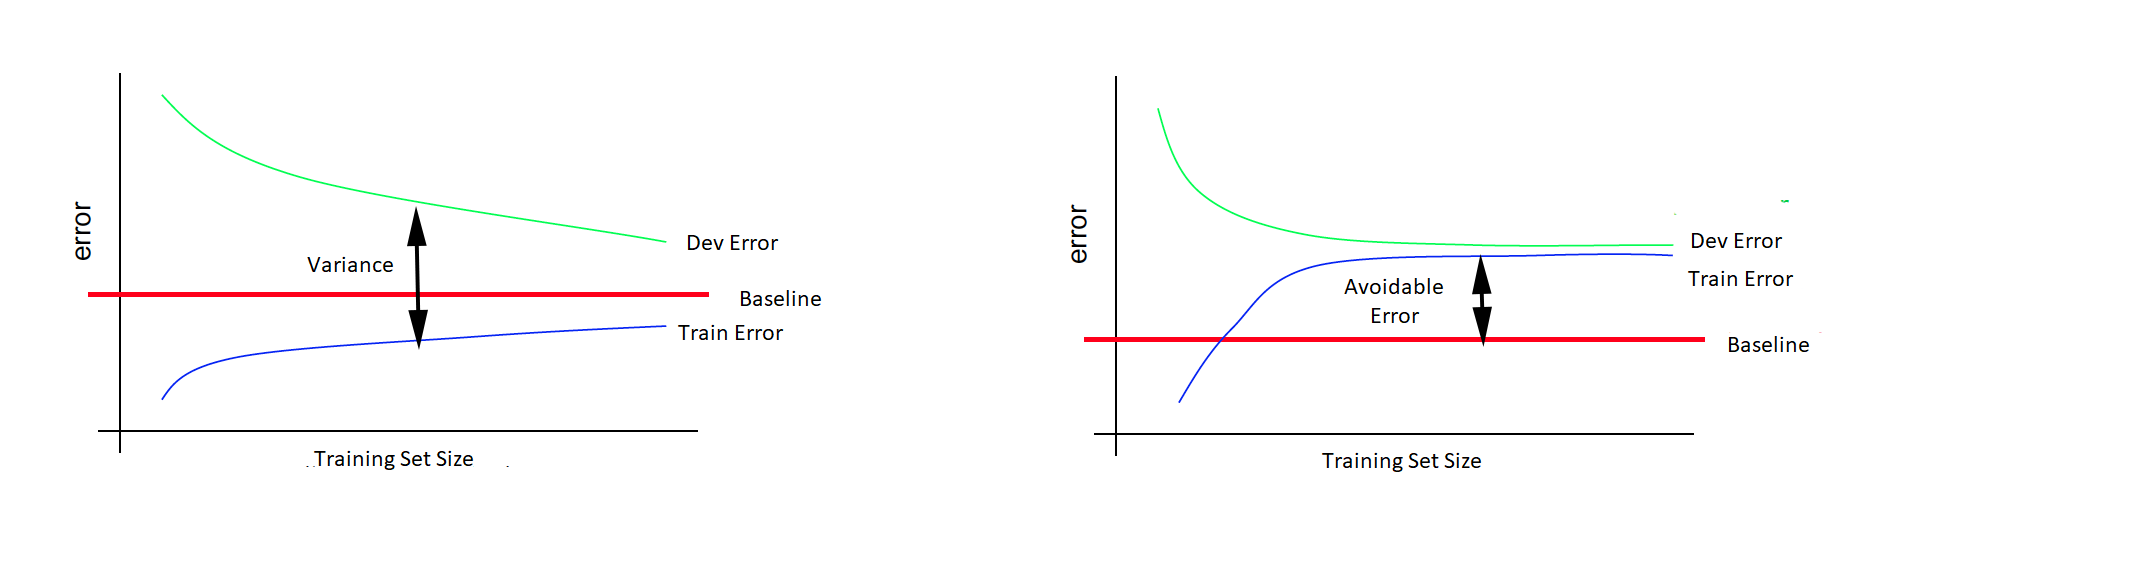 error
Variance
Dev Error
Baseline
Train Error
Training Set Size
error
Avoidable
Error
Dev Error
Train Error
Baseline
Training Set Size